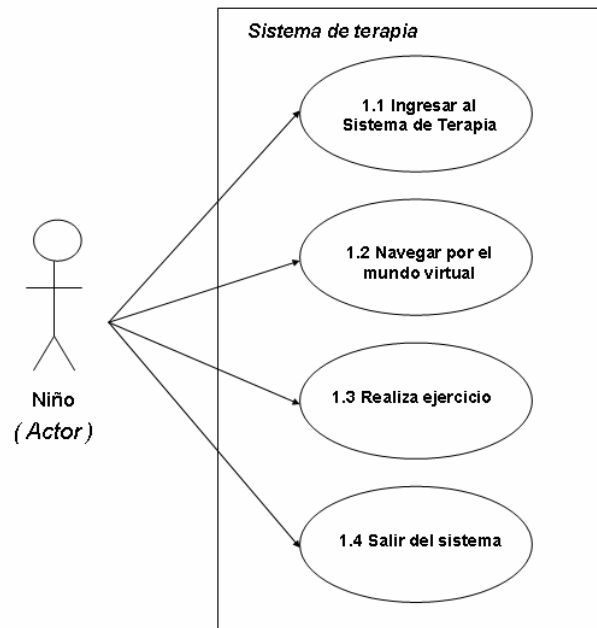 Sistema de terapia
1.1 Ingresar al
Sistema de Terapia
1.2 Navegar por el
mundo virtual
1.3 Realiza ejercicio
Niño
( Actor )
1.4 Salir del sistema